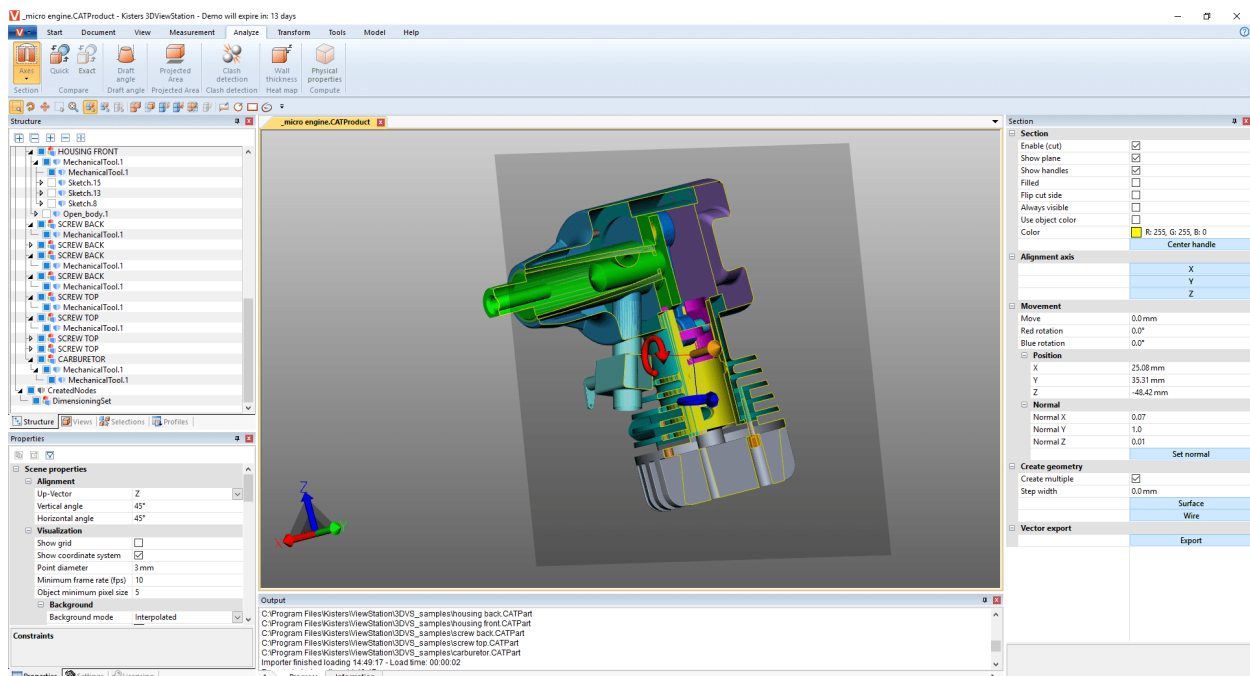 _micro engine.CATProduct - Kisters 3DViewStation - Demo will expire in: 13 days
Start Document View Measurement Analyze Transform Tools Model Help
Axes Quick Exact Draft angle Projected Area Clash detection Wall thickness Physical properties
Section Compare Draft angle Projected Area Clash detection Heat map Compute
Structure
HOUSING FRONT
MechanicalTool.1
MechanicalTool.1
Sketch.15
Sketch.13
Sketch.8
Open_body.1
SCREW BACK
MechanicalTool.1
SCREW BACK
SCREW BACK
MechanicalTool.1
SCREW BACK
MechanicalTool.1
SCREW TOP
MechanicalTool.1
SCREW TOP
MechanicalTool.1
SCREW TOP
SCREW TOP
CARBURETOR
MechanicalTool.1
MechanicalTool.1
CreatedNodes
DimensioningSet
Structure Views Selections Profiles
Properties
Scene properties
Alignment
Up-Vector Z
Vertical angle 45°
Horizontal angle 45°
Visualization
Show grid
Show coordinate system
Point diameter 3 mm
Minimum frame rate (fps) 10
Object minimum pixel size 5
Background
Background mode Interpolated
Constraints
Properties Settings Licensing
_micro engine.CATProduct
Z
X
Output
C:\Program Files\Kisters\ViewStation\3DVS_samples\housing back.CATPart
C:\Program Files\Kisters\ViewStation\3DVS_samples\housing front.CATPart
C:\Program Files\Kisters\ViewStation\3DVS_samples\screw back.CATPart
C:\Program Files\Kisters\ViewStation\3DVS_samples\screw top.CATPart
C:\Program Files\Kisters\ViewStation\3DVS_samples\carburetor.CATPart
Importer finished loading 14:49:17 - Load time: 00:00:02
Progress Information
Section
Section
Enable (cut)
Show plane
Show handles
Filled
Flip cut side
Always visible
Use object color
Color R: 255, G: 255, B: 0
Center handle
Alignment axis
X
Y
Z
Movement
Move 0.0 mm
Red rotation 0.0°
Blue rotation 0.0°
Position
X 25.08 mm
Y 35.31 mm
Z -48.42 mm
Normal
Normal X 0.07
Normal Y 1.0
Normal Z 0.01
Set normal
Create geometry
Create multiple
Step width 0.0 mm
Surface
Wire
Vector export
Export